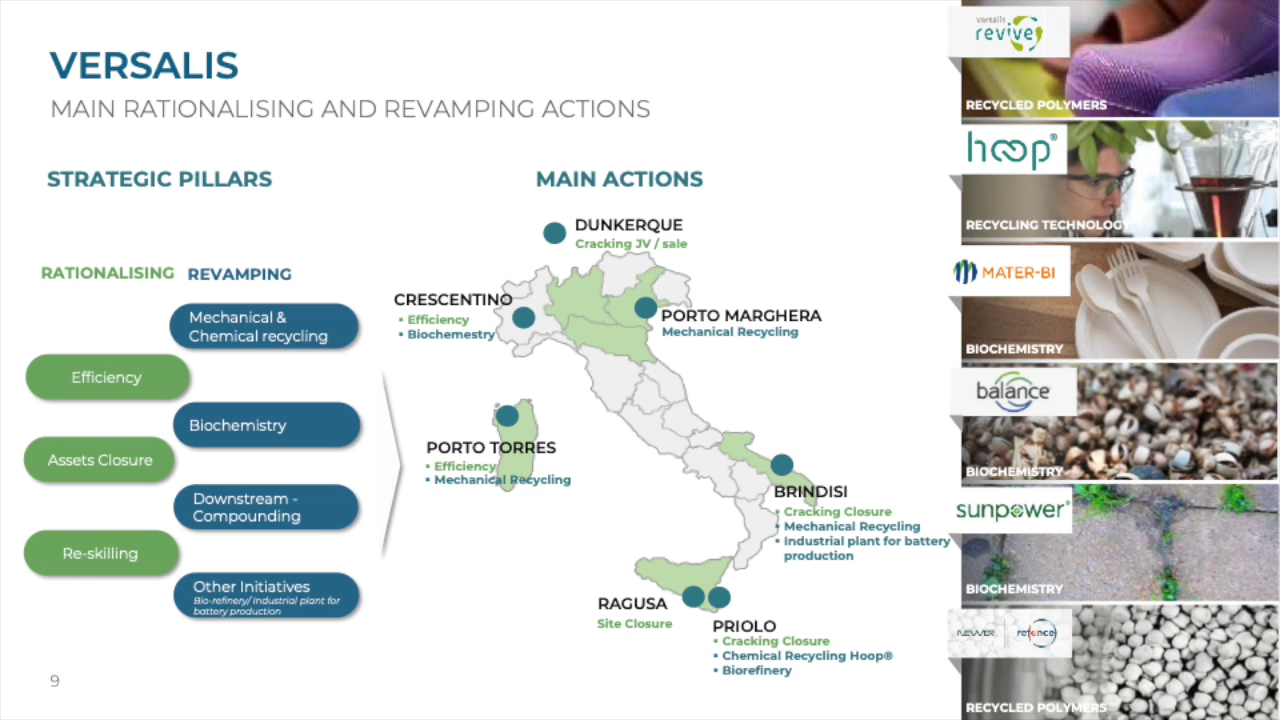 VERSALIS
MAIN RATIONALISING AND REVAMPING ACTIONS
STRATEGIC PILLARS
RATIONALISING
REVAMPING
Mechanical &
Chemical recycling
Efficiency
Biochemistry
Assets Closure
Downstream -
Compounding
Re-skilling
Other Initiatives
Bio-refinery/ Industrial plant for
battery production
MAIN ACTIONS
DUNKERQUE
Cracking JV / sale
CRESCENTINO
▪ Efficiency
▪ Biochemestry
PORTO MARGHERA
Mechanical Recycling
PORTO TORRES
▪ Efficiency
▪ Mechanical Recycling
BRINDISI
▪ Cracking Closure
▪ Mechanical Recycling
▪ Industrial plant for battery
production
RAGUSA
Site Closure
PRIOLO
▪ Cracking Closure
▪ Chemical Recycling Hoop®
▪ Biorefinery
versalis
revive
RECYCLED POLYMERS
hoop®
RECYCLING TECHNOLOGY
MATER-BI
BIOCHEMISTRY
balance
BIOCHEMISTRY
sunpower®
BIOCHEMISTRY
refence
RECYCLED POLYMERS
9